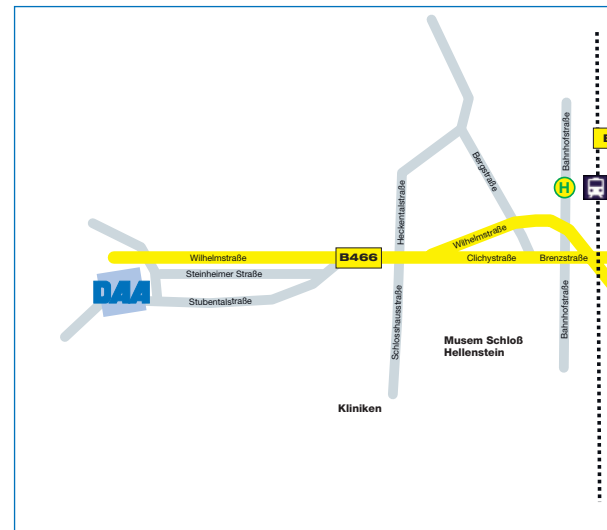 Bahnhofstraße
B
Bergstraße
H
Heckentalstraße
Wilhelmstraße
Wilhelmstraße
B466
Clichystraße
Brenzstraße
Steinheimer Straße
DAA
Stubentalstraße
Schlosshausstraße
Bahnhofstraße
Musem Schloß
Hellenstein
Kliniken